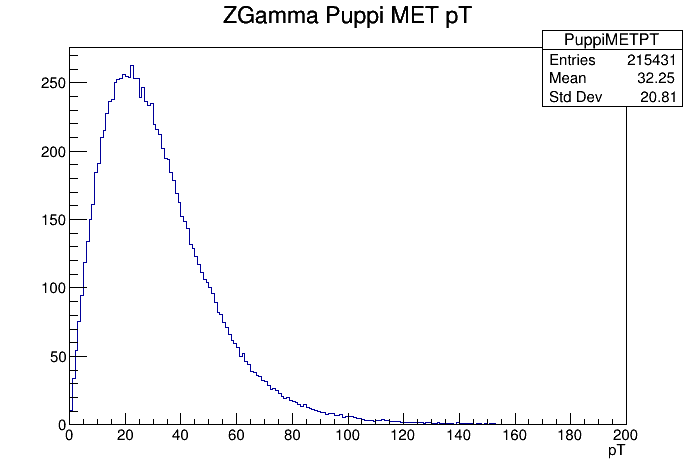 ZGamma Puppi MET pT
PuppiMETPT
Entries 215431
Mean 32.25
Std Dev 20.81
250
200
150
100
50
0
0 20 40 60 80 100 120 140 160 180 200
pT